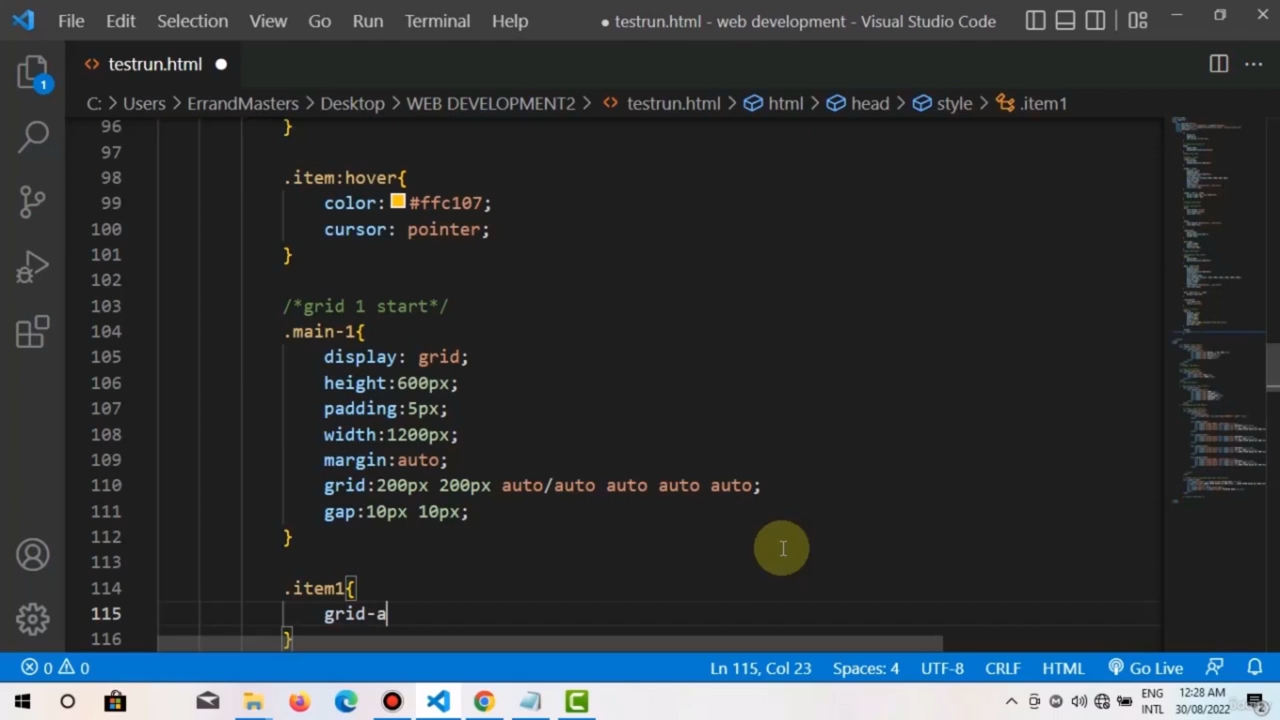 File Edit Selection View Go Run Terminal Help ● testrun.html - web development - Visual Studio Code
testrun.html
C: > Users > ErrandMasters > Desktop > WEB DEVELOPMENT2 > testrun.html > html > head > style > .item1
1
96 }
97
98 .item:hover{
99 color: #ffc107;
100 cursor: pointer;
101 }
102
103 /*grid 1 start*/
104 .main-1{
105 display: grid;
106 height:600px;
107 padding:5px;
108 width:1200px;
109 margin:auto;
110 grid:200px 200px auto/auto auto auto auto;
111 gap:10px 10px;
112 }
113
114 .item1{
115 grid-a
116 }
0 0 Ln 115, Col 23 Spaces: 4 UTF-8 CRLF HTML Go Live
ENG 12:28 AM
INTL 30/08/2022 2